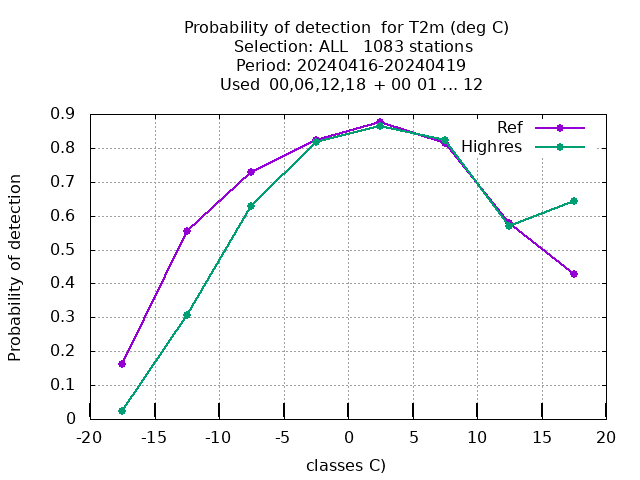 Probability of detection  for T2m (deg C)
Selection: ALL   1083 stations
Period: 20240416-20240419
Used  00,06,12,18  + 00 01 ... 12
Probability of detection
0.9
0.8
0.7
0.6
0.5
0.4
0.3
0.2
0.1
0
Ref
Highres
-20 -15 -10 -5 0 5 10 15 20
classes C)